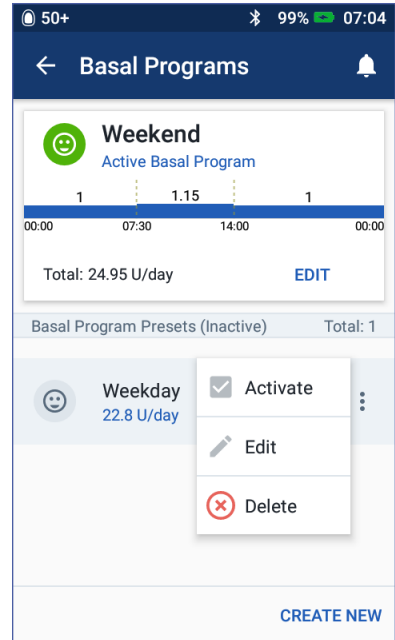 50+ 99% 07:04
Basal Programs
Weekend
Active Basal Program
1 1.15 1
00:00 07:30 14:00 00:00
Total: 24.95 U/day EDIT
Basal Program Presets (Inactive) Total: 1
Weekday
22.8 U/day
Activate
Edit
Delete
CREATE NEW